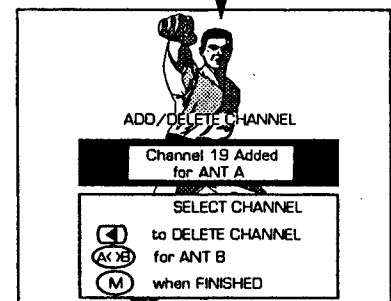 ADD/DELETE CHANNEL
Channel 19 Added
for ANT A
SELECT CHANNEL
to DELETE CHANNEL
A<>B for ANT B
M when FINISHED